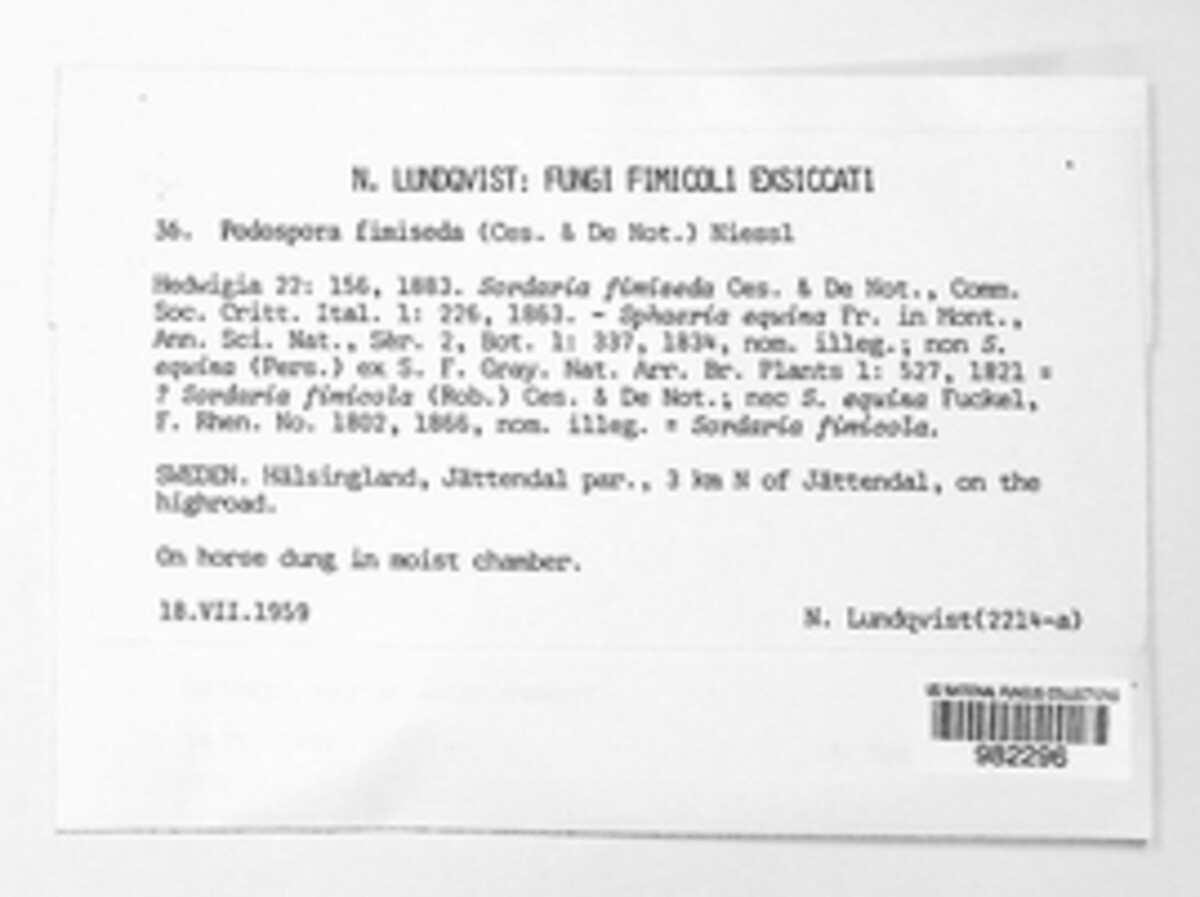 N. LUNDQVIST: FUNGI FIMICOLI EXSICCATI
36. Podospora fimiseda (Ces. & De Not.) Niessl
Hedwigia 22: 156, 1883. Sordaria fimiseda Ces. & De Not., Comm.
Soc. Critt. Ital. 1: 226, 1863. - Sphaeria equina Fr. in Mont.,
Ann. Sci. Nat., Sér. 2, Bot. 1: 337, 1834, nom. illeg.; non S.
equina (Pers.) ex S. F. Gray. Nat. Arr. Br. Plants 1: 527, 1821 =
? Sordaria fimicola (Rob.) Ces. & De Not.; nec S. equina Fuckel,
F. Rhen. No. 1802, 1866, nom. illeg. = Sordaria fimicola.
SWEDEN. Hälsingland, Jättendal par., 3 km N of Jättendal, on the
highroad.
On horse dung in moist chamber.
18.VII.1959 N. Lundqvist(2214-a)
US NATIONAL FUNGUS COLLECTIONS
982296